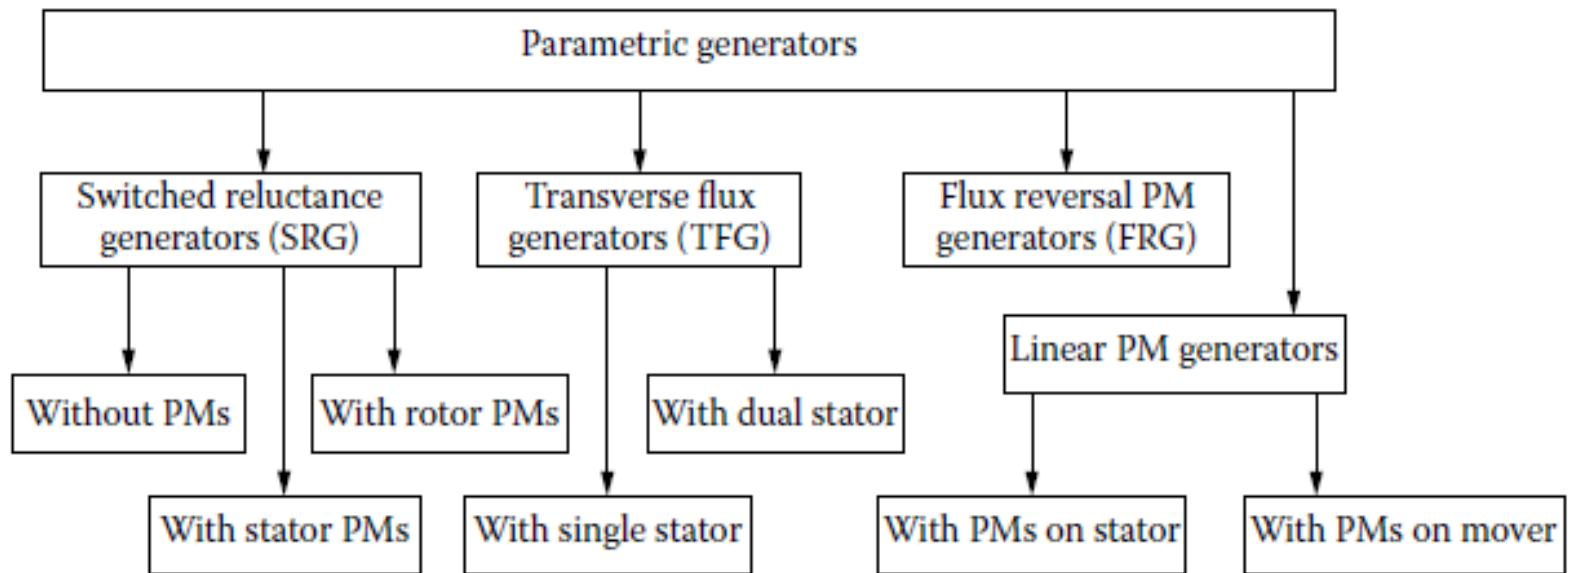 Parametric generators
Switched reluctance
generators (SRG)
Transverse flux
generators (TFG)
Flux reversal PM
generators (FRG)
Linear PM generators
Without PMs
With rotor PMs
With dual stator
With stator PMs
With single stator
With PMs on stator
With PMs on mover